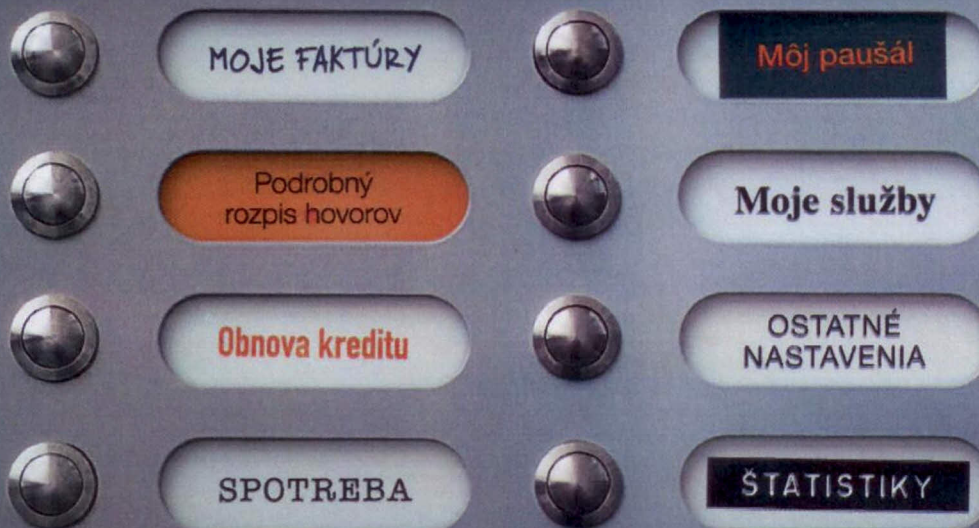 MOJE FAKTÚRY
Môj paušál
Podrobný
rozpis hovorov
Moje služby
Obnova kreditu
OSTATNÉ
NASTAVENIA
SPOTREBA
ŠTATISTIKY